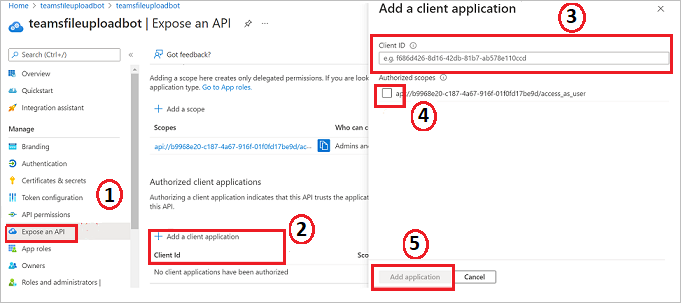 Home > teamsfileuploadbot > teamsfileuploadbot
teamsfileuploadbot | Expose an API
Search (Ctrl+/)
Overview
Quickstart
Integration assistant
Manage
Branding
Authentication
Certificates & secrets
Token configuration
API permissions
Expose an API
App roles
Owners
Roles and administrators |
1
Got feedback?
Adding a scope here creates only delegated permissions. If you are look
application type. Go to App roles.
Add a scope
Scopes Who can c
api://b9968e20-c187-4a67-916f-01f0fd17be9d/ac... Admins and
Authorized client applications
Authorizing a client application indicates that this API trusts the applicat
this API.
2
Add a client application
Client Id Sco
No client applications have been authorized
Add a client application
3
Client ID
e.g. f686d426-8d16-42db-81b7-ab578e110ccd
Authorized scopes
api://b9968e20-c187-4a67-916f-01f0fd17be9d/access_as_user
4
5
Add application Cancel